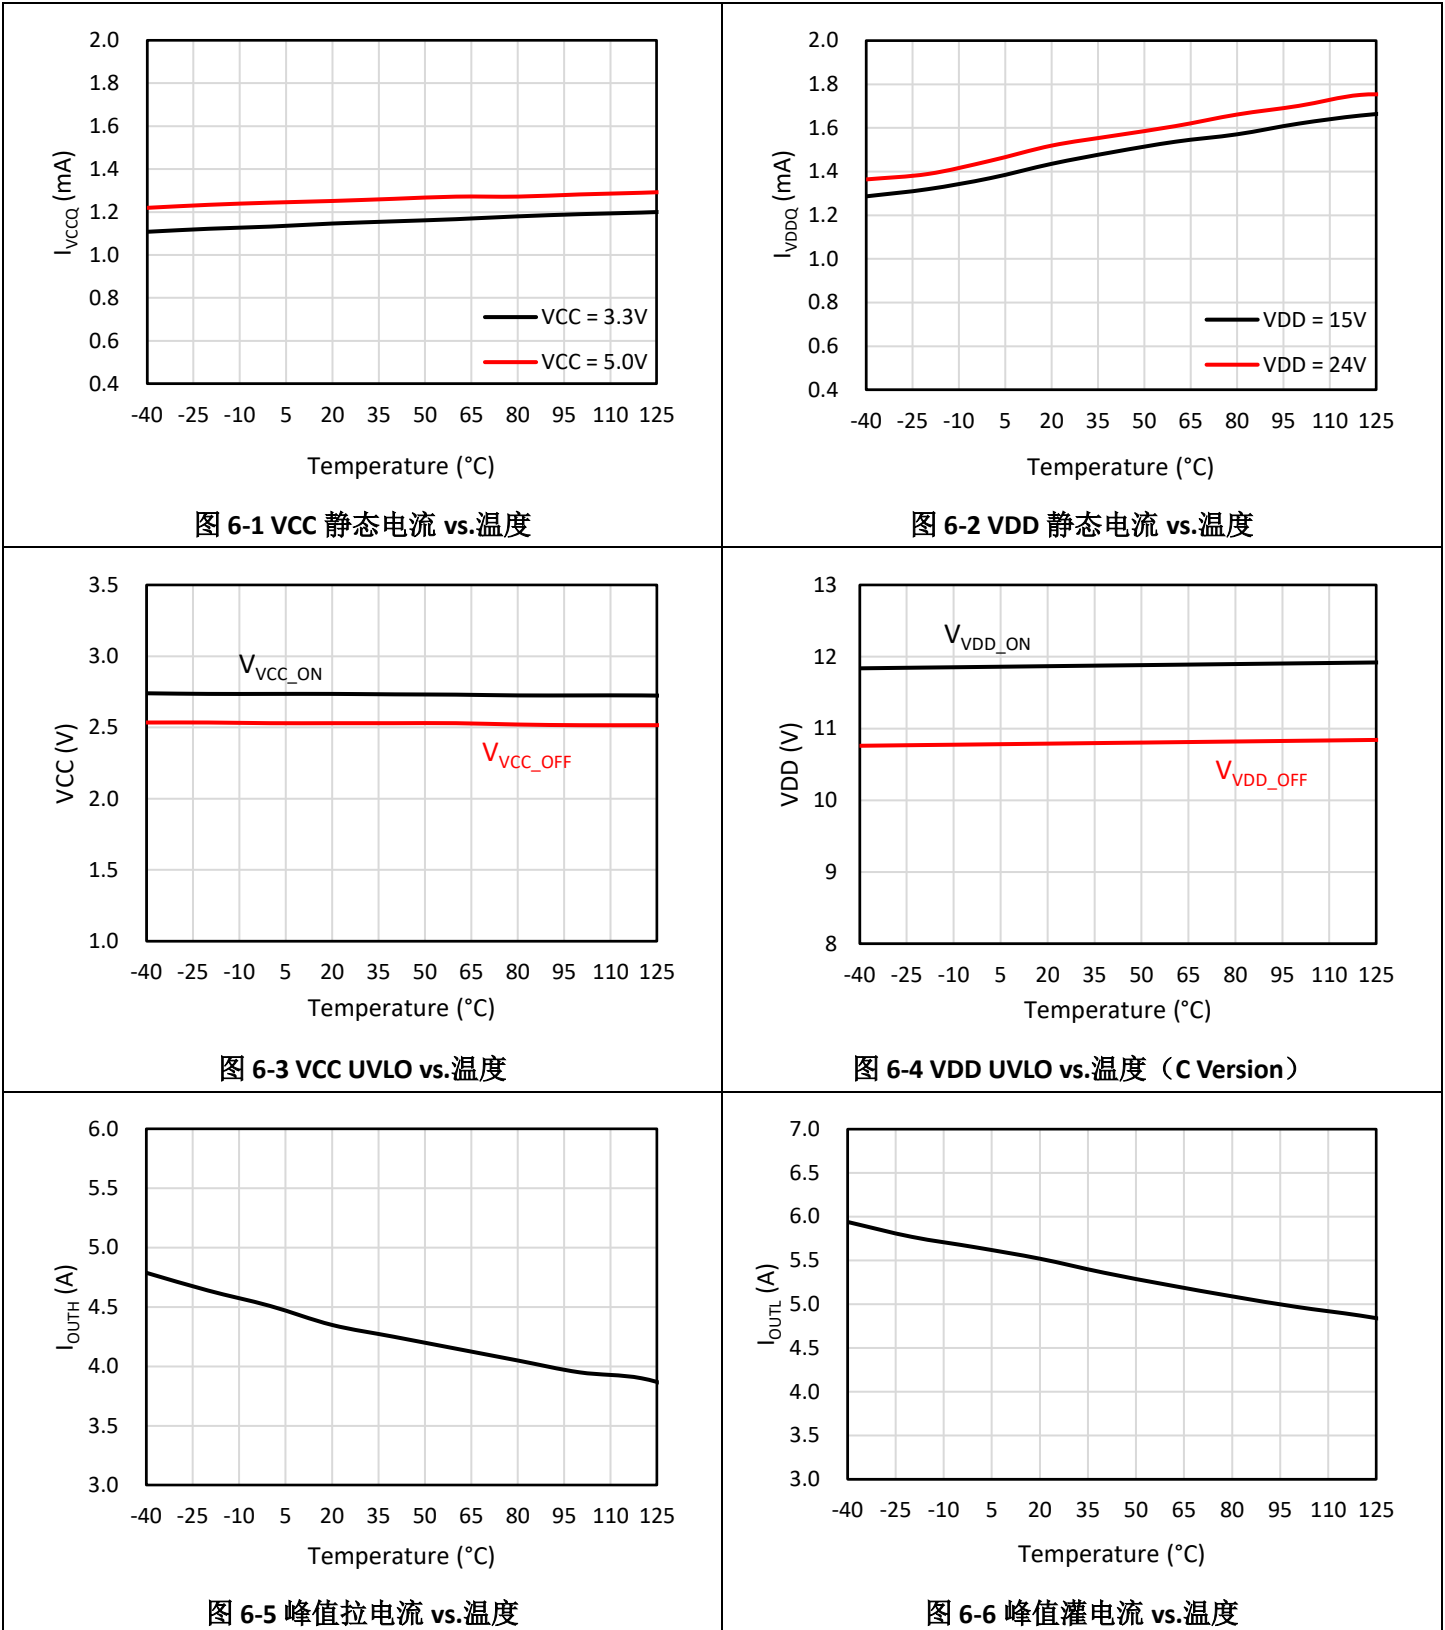 2.0
1.8
1.6
1.4
1.2
1.0
0.8
0.6
0.4
I_VCCQ (mA)
VCC = 3.3V
VCC = 5.0V
-40 -25 -10 5 20 35 50 65 80 95 110 125
Temperature (°C)
图 6-1 VCC 静态电流 vs.温度
2.0
1.8
1.6
1.4
1.2
1.0
0.8
0.6
0.4
I_VDDQ (mA)
VDD = 15V
VDD = 24V
-40 -25 -10 5 20 35 50 65 80 95 110 125
Temperature (°C)
图 6-2 VDD 静态电流 vs.温度
3.5
3.0
2.5
2.0
1.5
1.0
VCC (V)
V_VCC_ON
V_VCC_OFF
-40 -25 -10 5 20 35 50 65 80 95 110 125
Temperature (°C)
图 6-3 VCC UVLO vs.温度
13
12
11
10
9
8
VDD (V)
V_VDD_ON
V_VDD_OFF
-40 -25 -10 5 20 35 50 65 80 95 110 125
Temperature (°C)
图 6-4 VDD UVLO vs.温度（C Version）
6.0
5.5
5.0
4.5
4.0
3.5
3.0
I_OUTH (A)
-40 -25 -10 5 20 35 50 65 80 95 110 125
Temperature (°C)
图 6-5 峰值拉电流 vs.温度
7.0
6.5
6.0
5.5
5.0
4.5
4.0
3.5
3.0
I_OUTL (A)
-40 -25 -10 5 20 35 50 65 80 95 110 125
Temperature (°C)
图 6-6 峰值灌电流 vs.温度